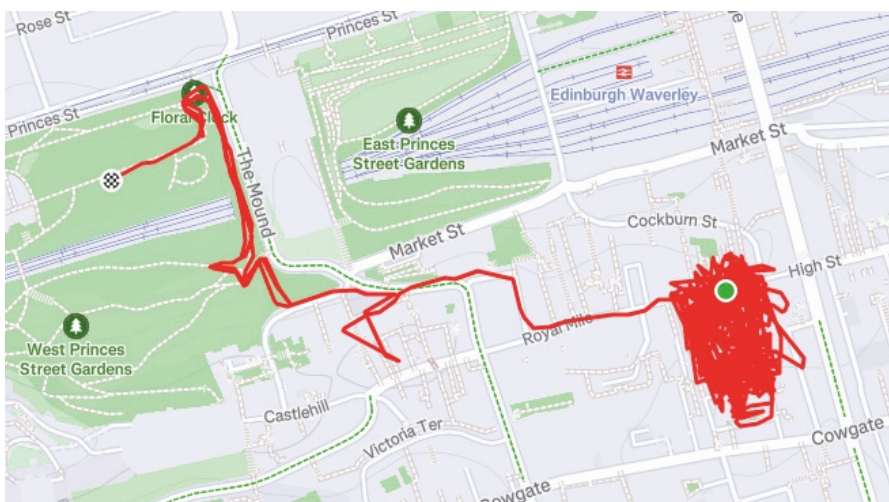 Rose St
Princes St
Princes St
Floral Clock
East Princes
Street Gardens
Edinburgh Waverley
The Mound
Market St
Market St
Cockburn St
High St
Royal Mile
West Princes
Street Gardens
Castlehill
Victoria Ter
Cowgate
Cowgate